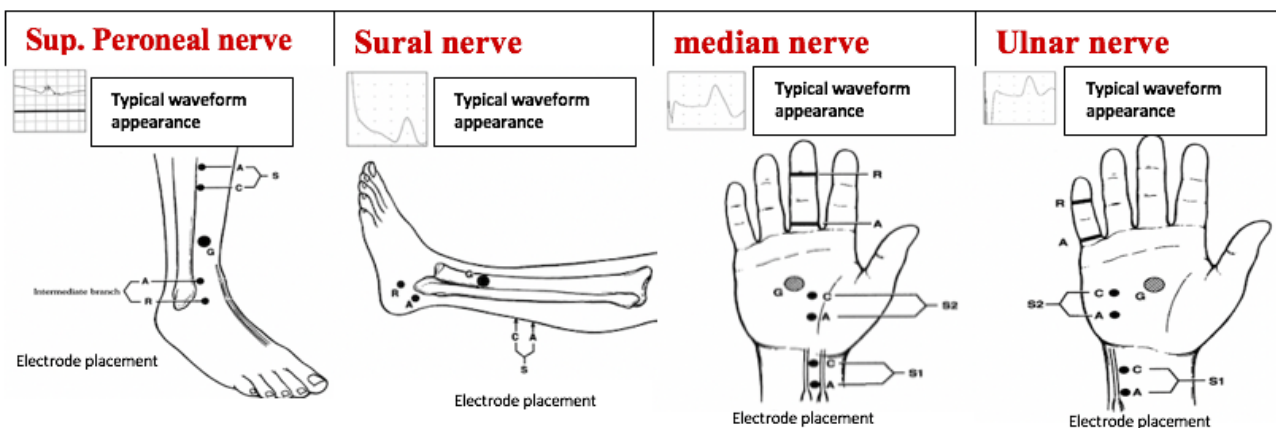 Sup. Peroneal nerve
Typical waveform
appearance
A
C
S
G
A
Intermediate branch
R
Electrode placement
Sural nerve
Typical waveform
appearance
G
R
A
C
A
S
Electrode placement
median nerve
Typical waveform
appearance
R
A
G
C
A
S2
C
A
S1
Electrode placement
Ulnar nerve
Typical waveform
appearance
R
A
S2
C
A
G
C
A
S1
Electrode placement